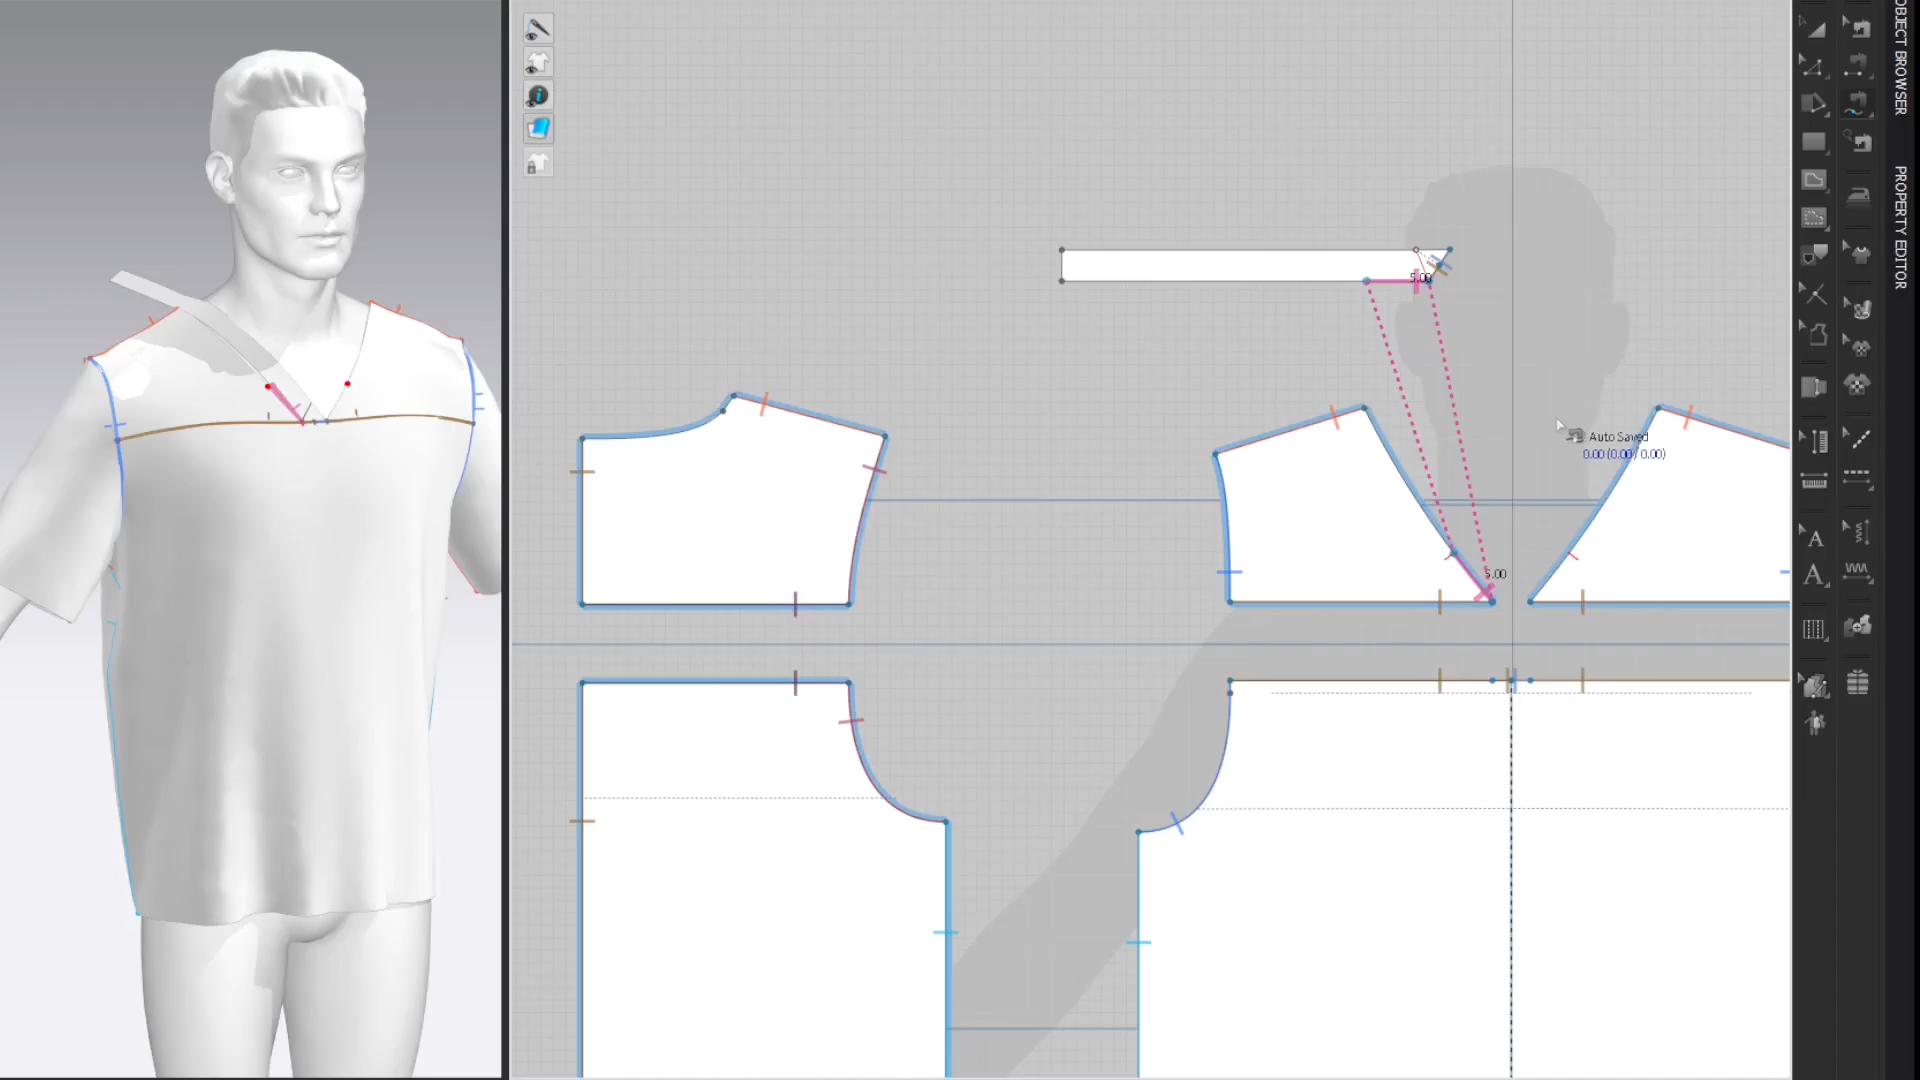 OBJECT BROWSER
PROPERTY EDITOR
5.00
Auto Saved
0.00 (0.00 / 0.00)
5.00
A
A